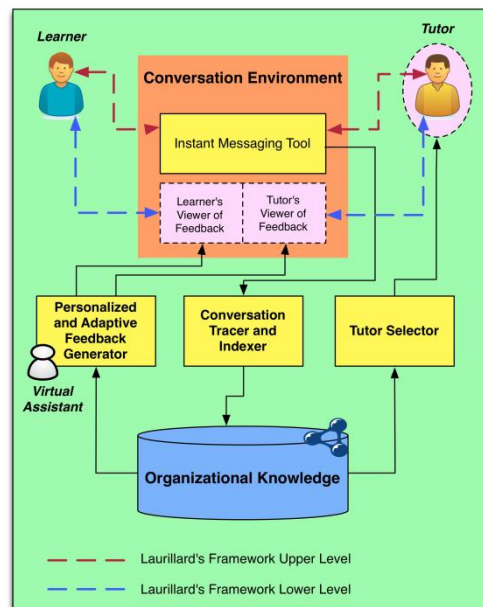 Learner
Tutor
Conversation Environment
Instant Messaging Tool
Learner's
Viewer of
Feedback
Tutor's
Viewer of
Feedback
Personalized
and Adaptive
Feedback
Generator
Conversation
Tracer and
Indexer
Tutor Selector
Virtual
Assistant
Organizational Knowledge
Laurillard's Framework Upper Level
Laurillard's Framework Lower Level